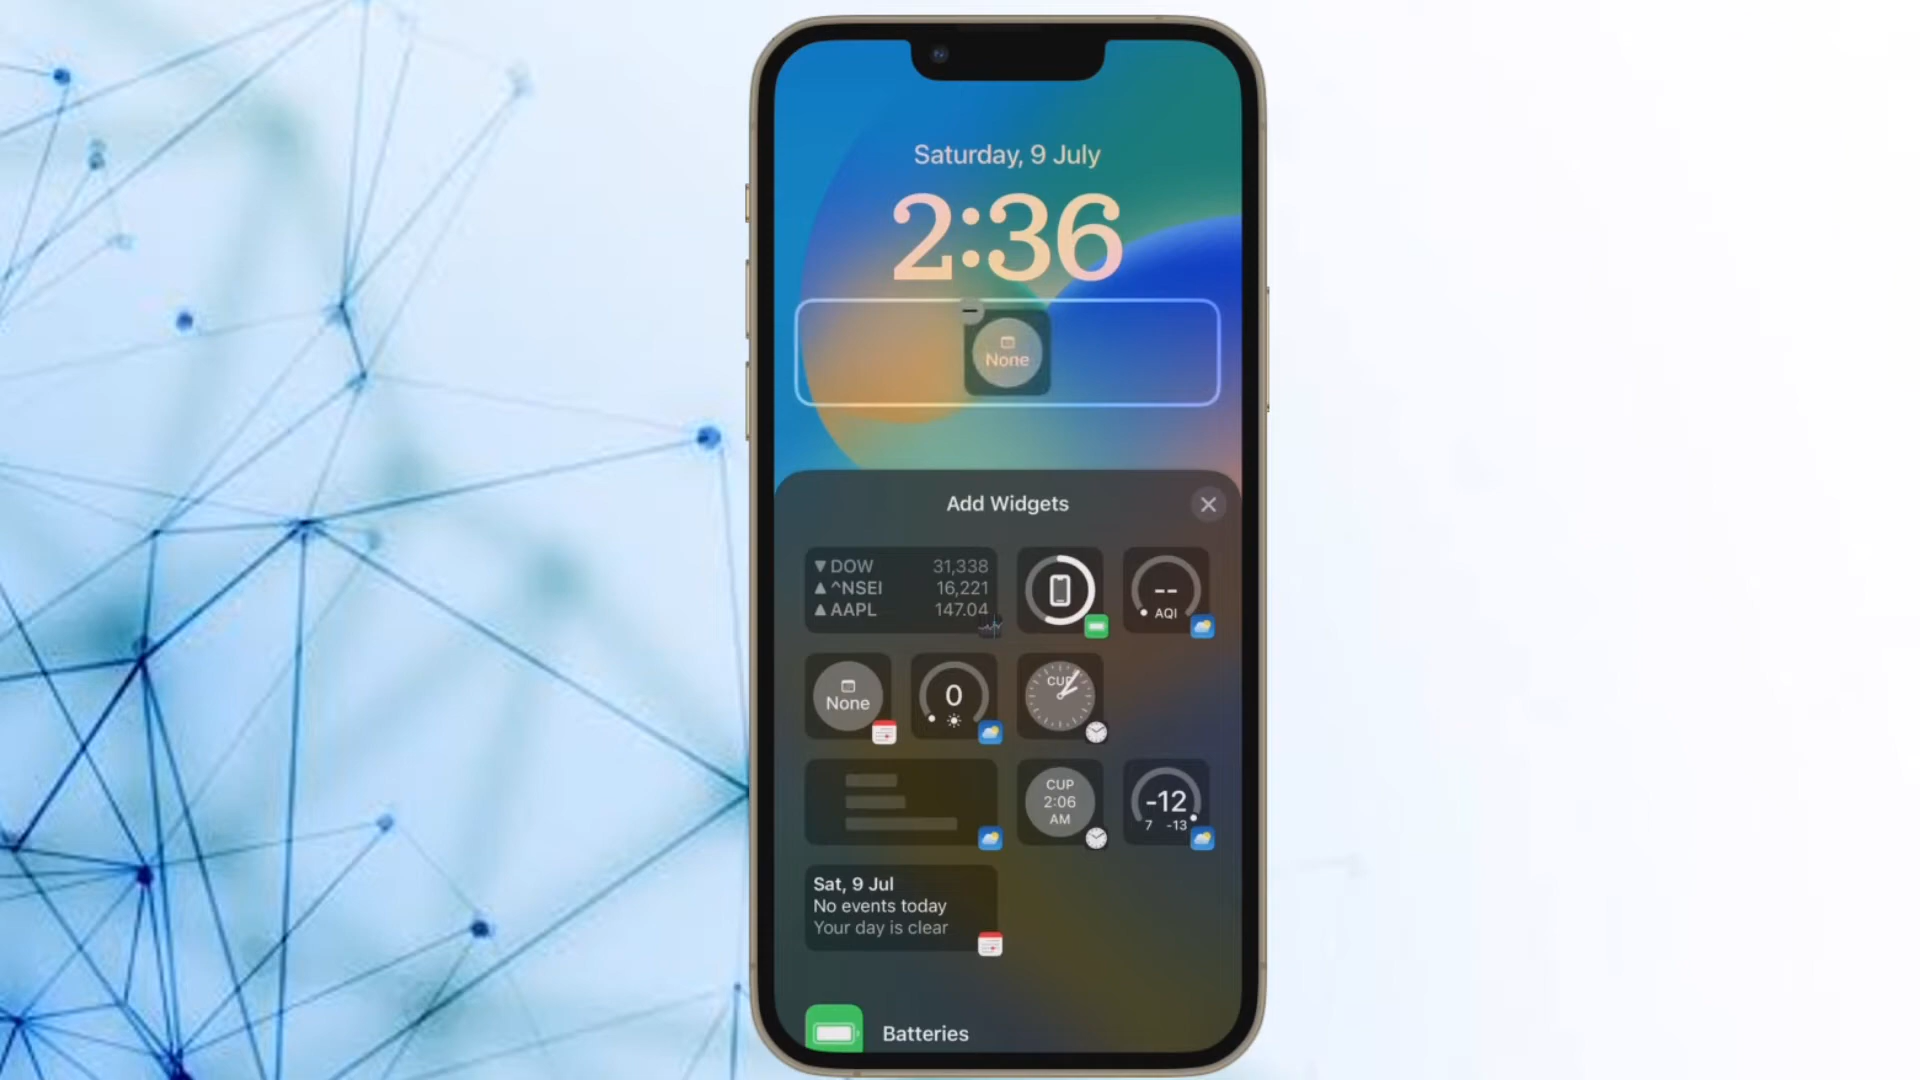 Saturday, 9 July
2:36
None
Add Widgets
DOW 31,338
^NSEI 16,221
AAPL 147.04
-- 
AQI
None
0
CUP
CUP
2:06
AM
-12
7 -13
Sat, 9 Jul
No events today
Your day is clear
Batteries